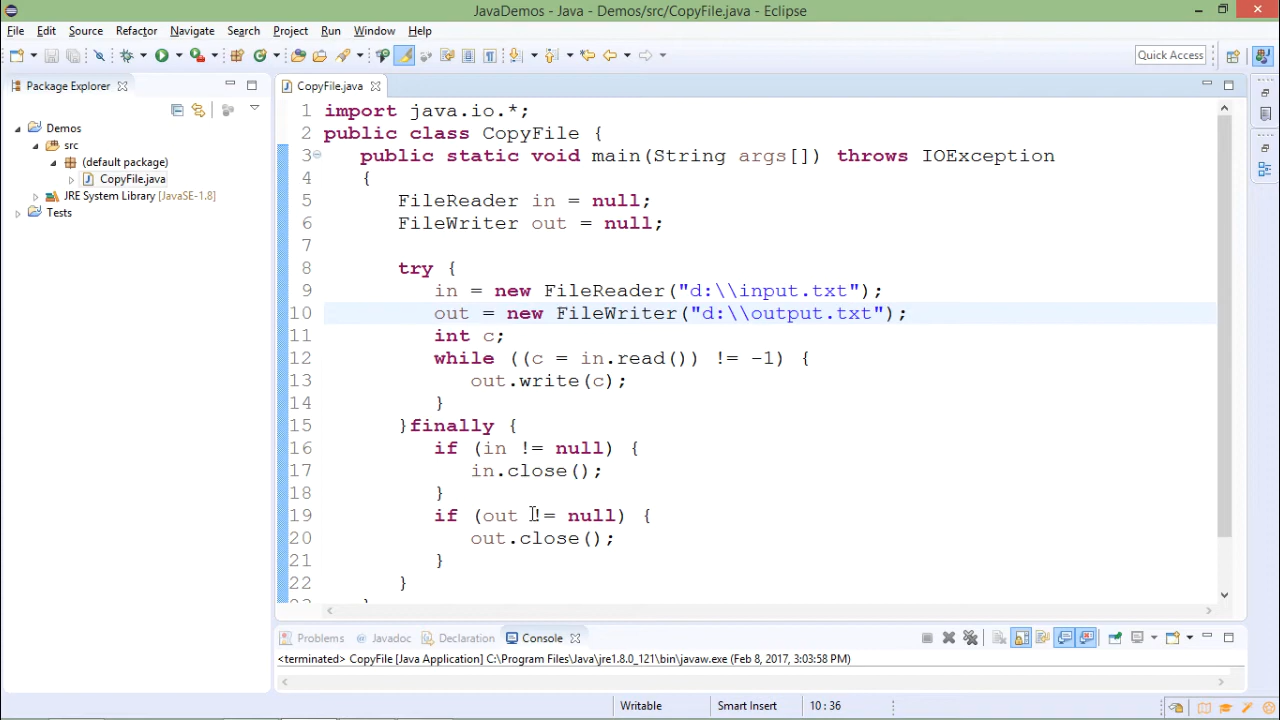 JavaDemos - Java - Demos/src/CopyFile.java - Eclipse
File Edit Source Refactor Navigate Search Project Run Window Help
Quick Access
Package Explorer
Demos
src
(default package)
CopyFile.java
JRE System Library [JavaSE-1.8]
Tests
CopyFile.java
1 import java.io.*;
2 public class CopyFile {
3 public static void main(String args[]) throws IOException
4 {
5 FileReader in = null;
6 FileWriter out = null;
7
8 try {
9 in = new FileReader("d:\\input.txt");
10 out = new FileWriter("d:\\output.txt");
11 int c;
12 while ((c = in.read()) != -1) {
13 out.write(c);
14 }
15 }finally {
16 if (in != null) {
17 in.close();
18 }
19 if (out != null) {
20 out.close();
21 }
22 }
Problems Javadoc Declaration Console
<terminated> CopyFile [Java Application] C:\Program Files\Java\jre1.8.0_121\bin\javaw.exe (Feb 8, 2017, 3:03:58 PM)
Writable Smart Insert 10 : 36